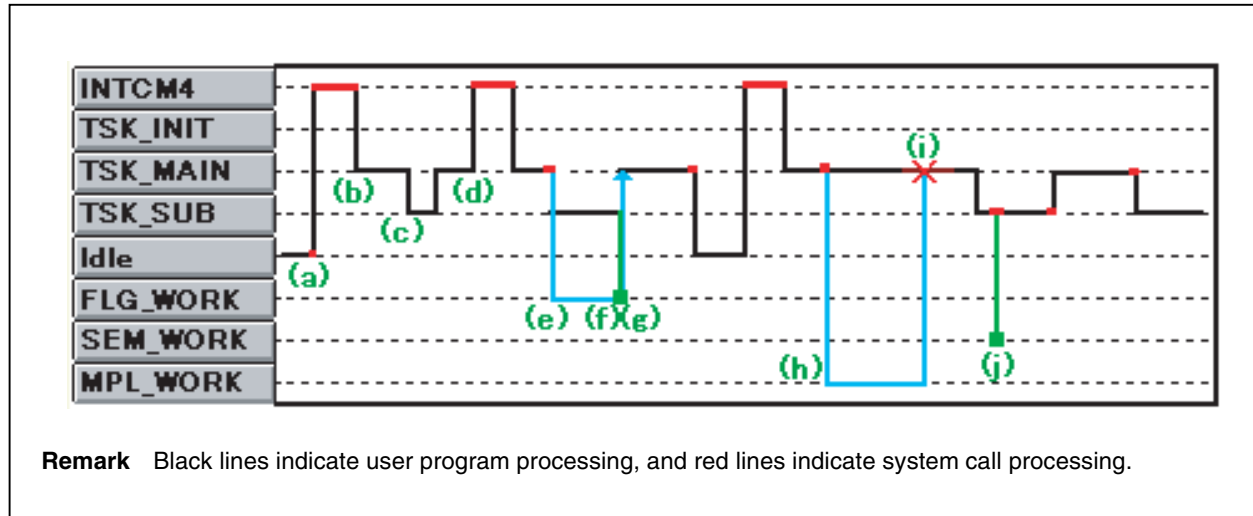 INTCM4
TSK_INIT
TSK_MAIN
TSK_SUB
Idle
FLG_WORK
SEM_WORK
MPL_WORK
(a)
(b)
(c)
(d)
(e)
(f)(g)
(h)
(i)
(j)
Remark Black lines indicate user program processing, and red lines indicate system call processing.